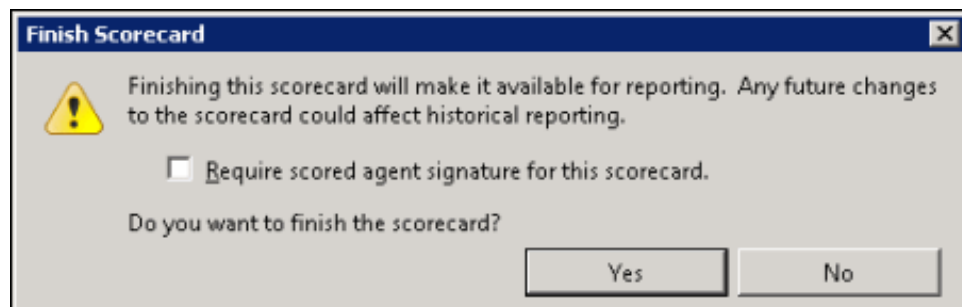 Finish Scorecard
Finishing this scorecard will make it available for reporting. Any future changes
to the scorecard could affect historical reporting.
Require scored agent signature for this scorecard.
Do you want to finish the scorecard?
Yes No